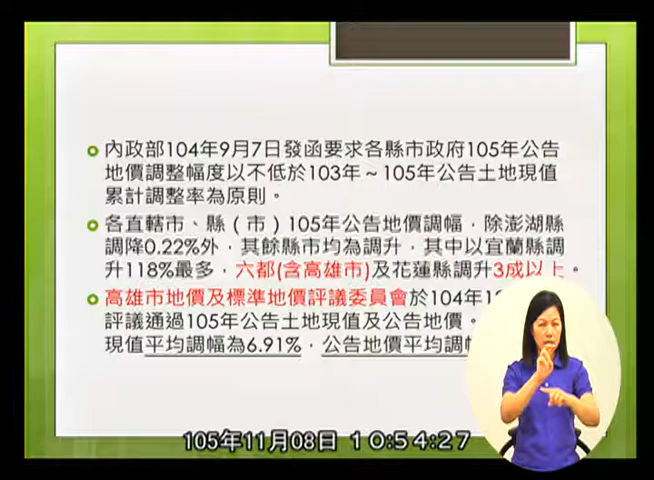 內政部104年9月7日發函要求各縣市政府105年公告
地價調整幅度以不低於103年～105年公告土地現值
累計調整率為原則。
各直轄市、縣（市）105年公告地價調幅，除澎湖縣
調降0.22%外，其餘縣市均為調升，其中以宜蘭縣調
升118%最多，六都(含高雄市)及花蓮縣調升3成以上。
高雄市地價及標準地價評議委員會於104年1
評議通過105年公告土地現值及公告地價。
現值平均調幅為6.91%，公告地價平均調
105年11月08日 10:54:27